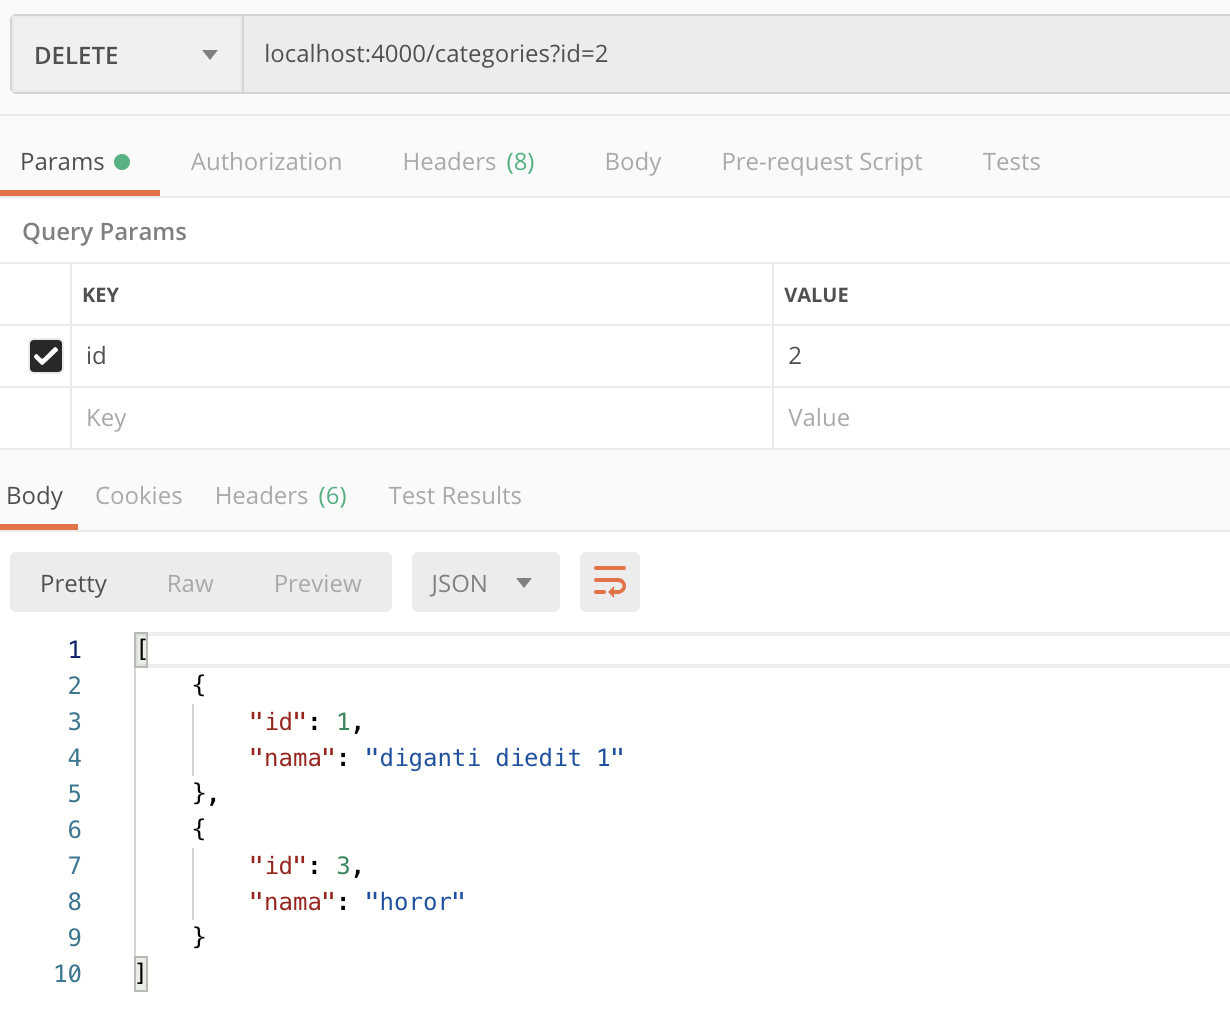 DELETE localhost:4000/categories?id=2
Params Authorization Headers (8) Body Pre-request Script Tests
Query Params
KEY VALUE
id 2
Key Value
Body Cookies Headers (6) Test Results
Pretty Raw Preview JSON
1 [
2 {
3 "id": 1,
4 "nama": "diganti diedit 1"
5 },
6 {
7 "id": 3,
8 "nama": "horor"
9 }
10 ]